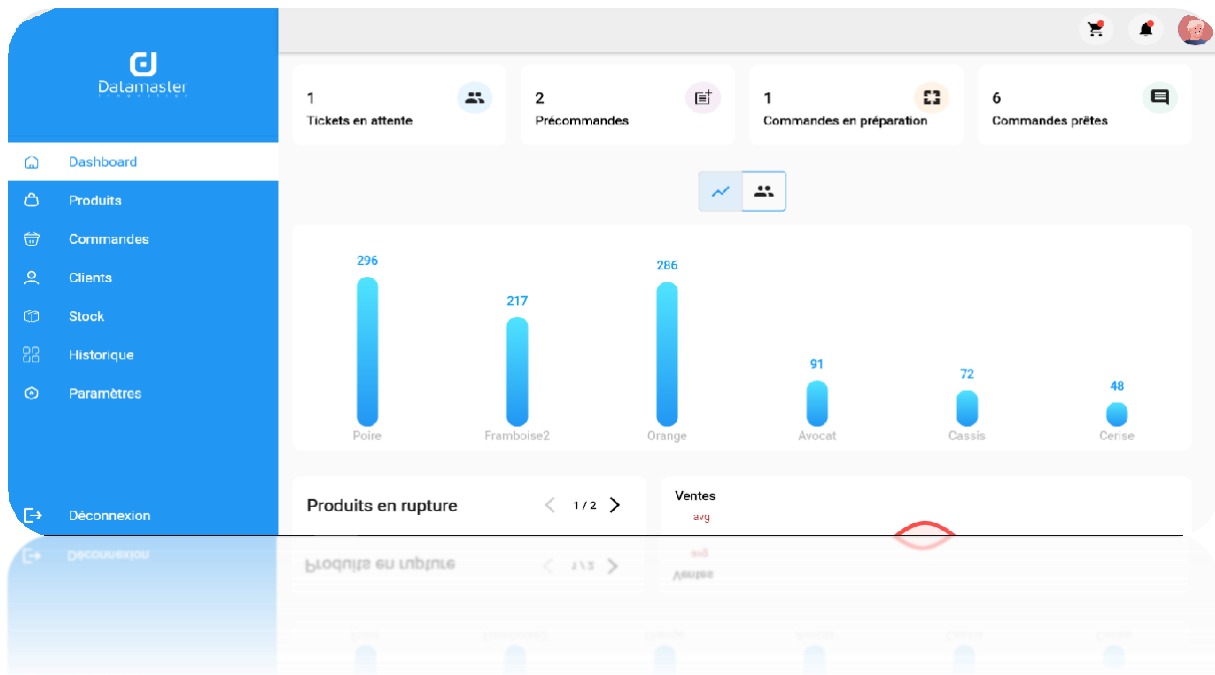 Datamaster
1
Tickets en attente
2
Précommandes
1
Commandes en préparation
6
Commandes prêtes
Dashboard
Produits
Commandes
Clients
Stock
Historique
Paramètres
Déconnexion
296
217
286
91
72
48
Poire
Framboise2
Orange
Avocat
Cassis
Cerise
Produits en rupture
1 / 2
Ventes
avg